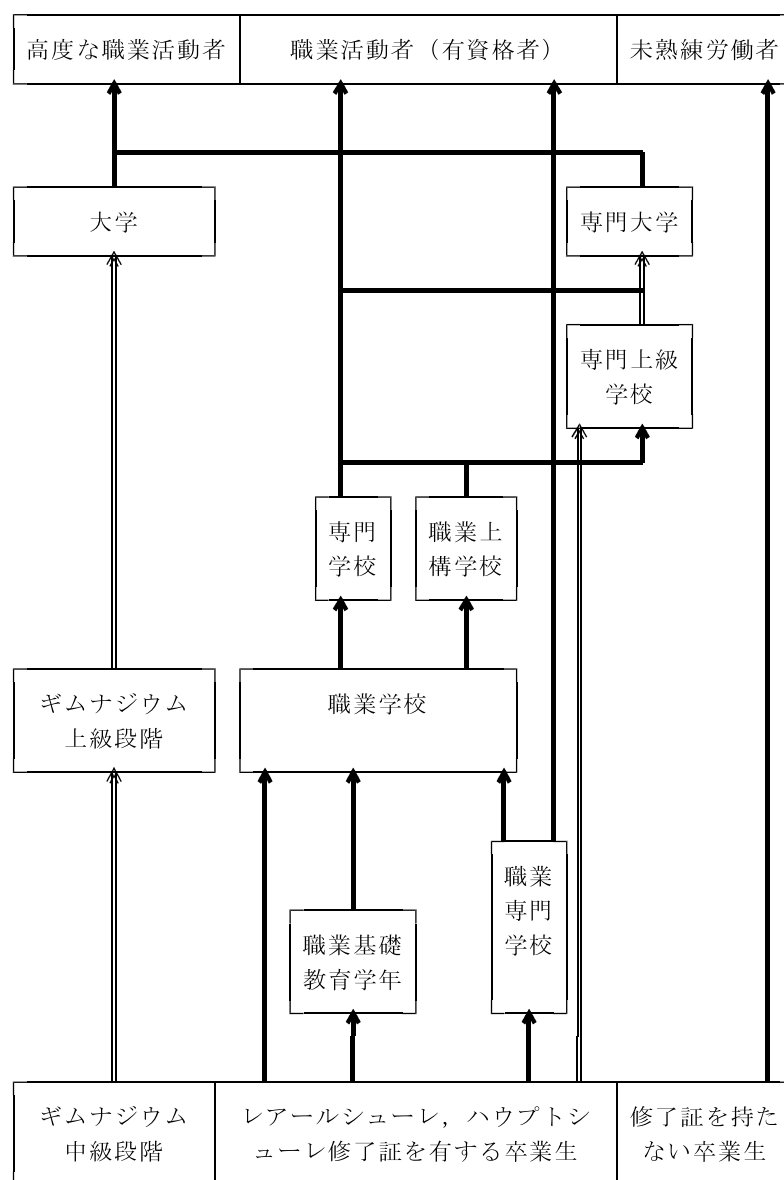 高度な職業活動者
職業活動者（有資格者）
未熟練労働者
大学
専門大学
専門上級
学校
専門
学校
職業上
構学校
ギムナジウム
上級段階
職業学校
職業
専門
学校
職業基礎
教育学年
ギムナジウム
中級段階
レアールシューレ，ハウプトシ
ューレ修了証を有する卒業生
修了証を持た
ない卒業生